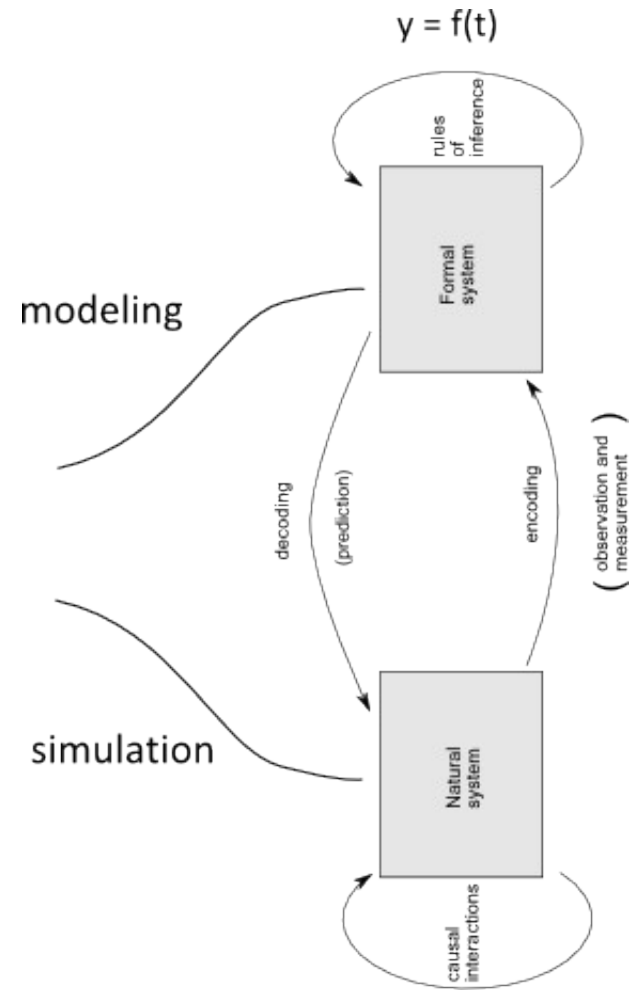 y = f(t)
rules
of
inference
Formal
system
modeling
decoding
(prediction)
encoding
(observation and
measurement)
simulation
Natural
system
causal
interactions